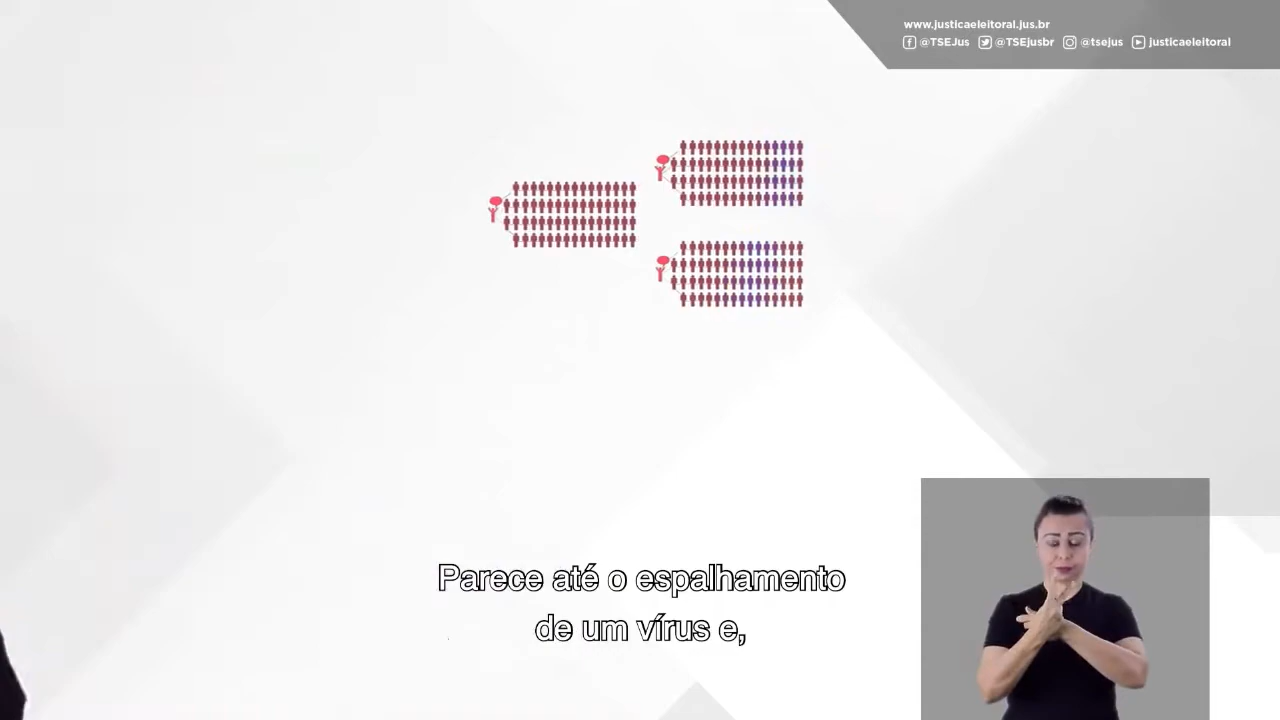 www.justicaeleitoral.jus.br
@TSEJus @TSEjusbr @tsejus justicaeleitoral
Parece até o espalhamento
de um vírus e,